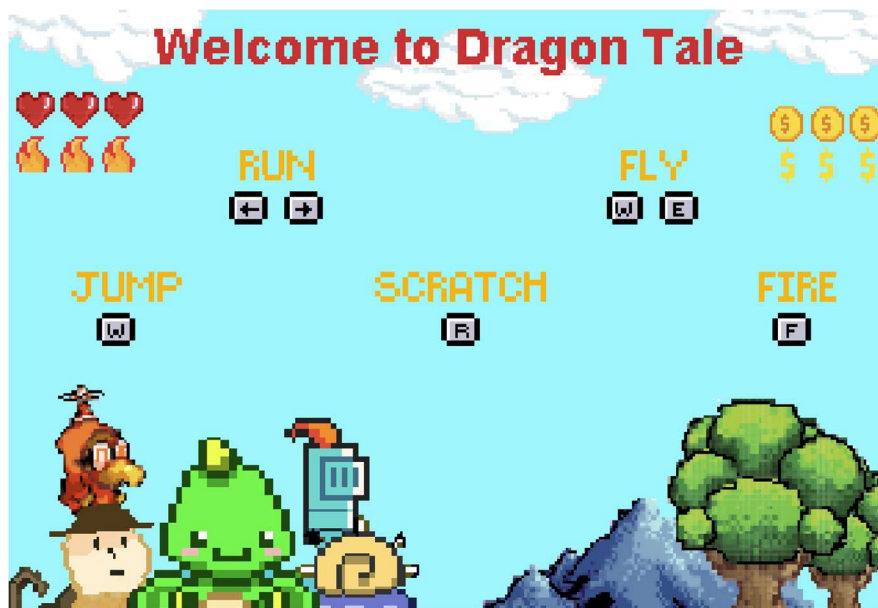 Welcome to Dragon Tale
$ $ $
$ $ $
RUN FLY
← → W E
JUMP SCRATCH FIRE
W R F